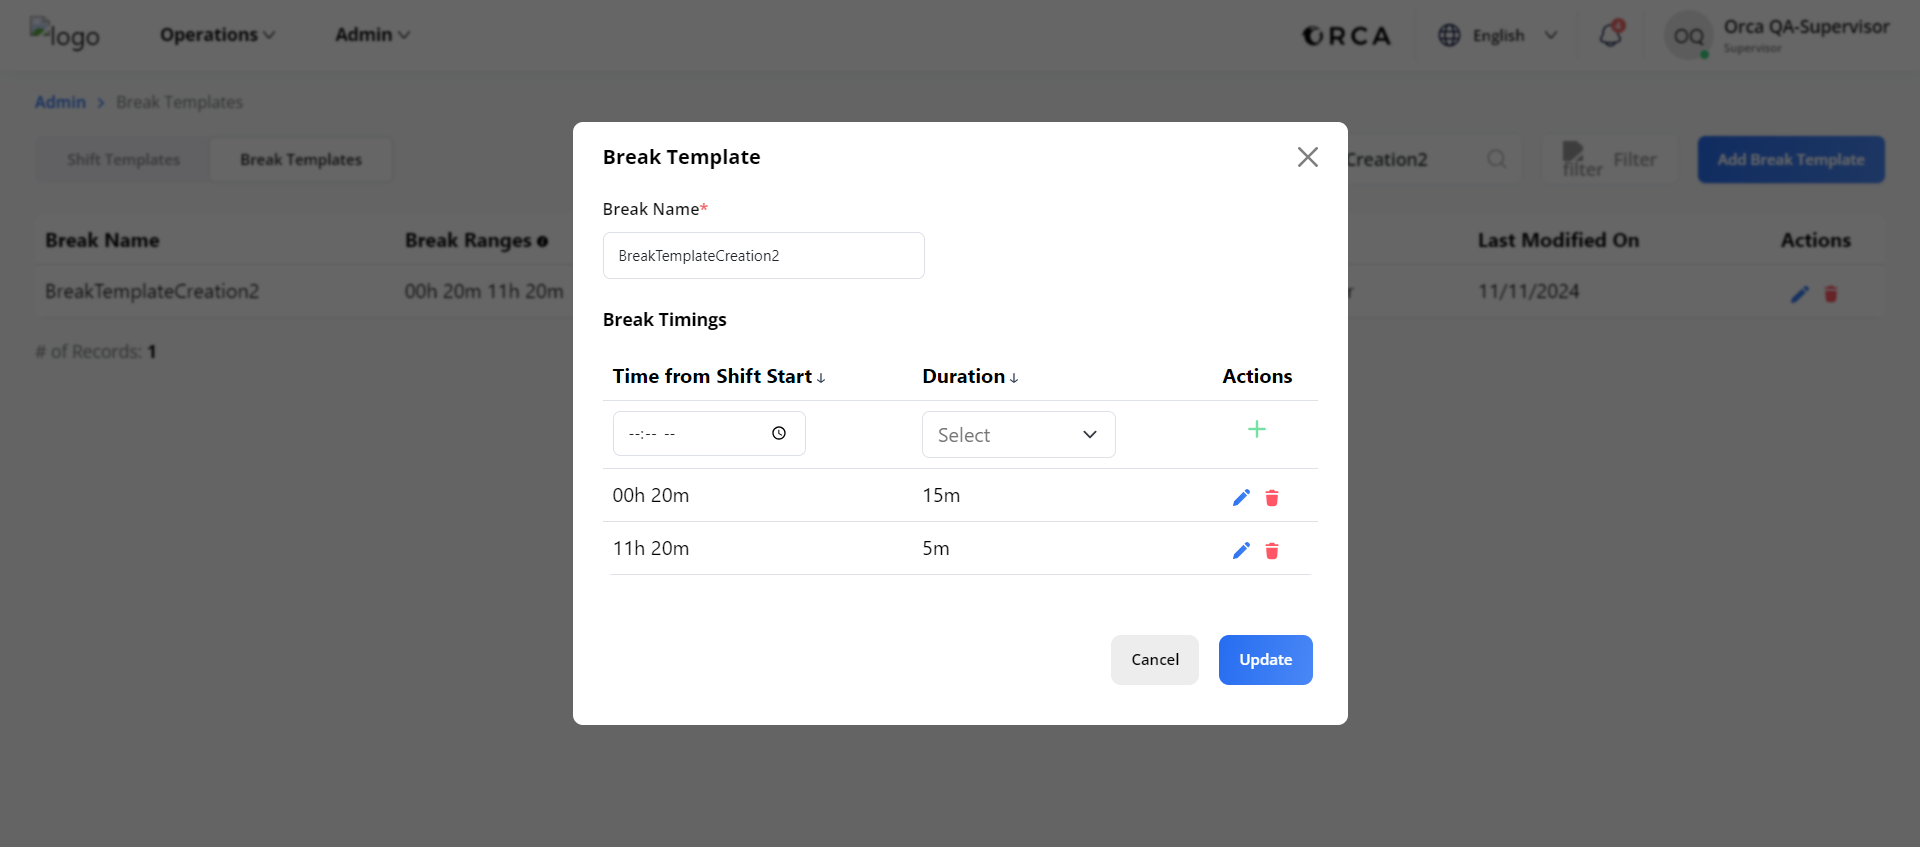 logo
Operations
Admin
ORCA
English
4
OQ
Orca QA-Supervisor
Supervisor
Admin > Break Templates
Shift Templates
Break Templates
Creation2
filter
Filter
Add Break Template
Break Name
Break Ranges
Last Modified On
Actions
BreakTemplateCreation2
00h 20m 11h 20m
r
11/11/2024
# of Records: 1
Break Template
Break Name*
BreakTemplateCreation2
Break Timings
Time from Shift Start ↓
Duration ↓
Actions
--:-- --
Select
00h 20m
15m
11h 20m
5m
Cancel
Update